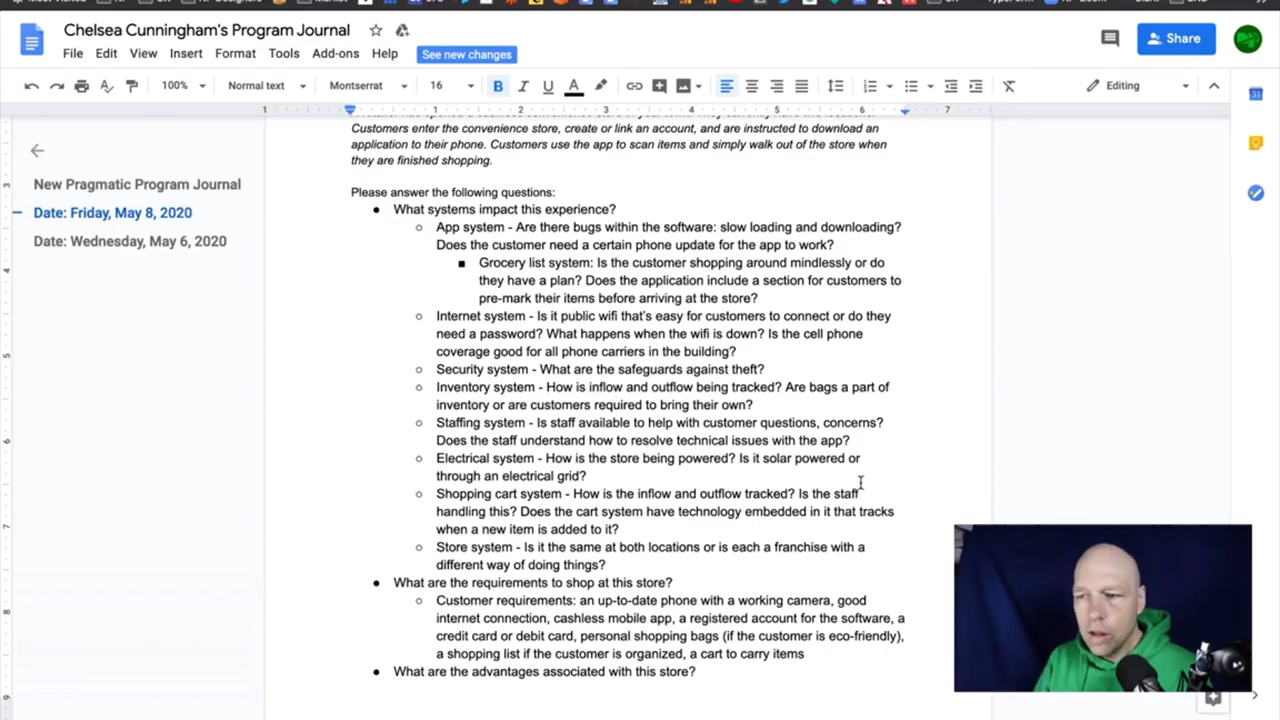 Chelsea Cunningham's Program Journal
File Edit View Insert Format Tools Add-ons Help See new changes
Share
100% Normal text Montserrat 16 B I U A Editing
1 1 2 3 4 5 6 7
New Pragmatic Program Journal
Date: Friday, May 8, 2020
Date: Wednesday, May 6, 2020
Customers enter the convenience store, create or link an account, and are instructed to download an
application to their phone. Customers use the app to scan items and simply walk out of the store when
they are finished shopping.
Please answer the following questions:
● What systems impact this experience?
○ App system - Are there bugs within the software: slow loading and downloading?
Does the customer need a certain phone update for the app to work?
■ Grocery list system: Is the customer shopping around mindlessly or do
they have a plan? Does the application include a section for customers to
pre-mark their items before arriving at the store?
○ Internet system - Is it public wifi that's easy for customers to connect or do they
need a password? What happens when the wifi is down? Is the cell phone
coverage good for all phone carriers in the building?
○ Security system - What are the safeguards against theft?
○ Inventory system - How is inflow and outflow being tracked? Are bags a part of
inventory or are customers required to bring their own?
○ Staffing system - Is staff available to help with customer questions, concerns?
Does the staff understand how to resolve technical issues with the app?
○ Electrical system - How is the store being powered? Is it solar powered or
through an electrical grid?
○ Shopping cart system - How is the inflow and outflow tracked? Is the staff
handling this? Does the cart system have technology embedded in it that tracks
when a new item is added to it?
○ Store system - Is it the same at both locations or is each a franchise with a
different way of doing things?
● What are the requirements to shop at this store?
○ Customer requirements: an up-to-date phone with a working camera, good
internet connection, cashless mobile app, a registered account for the software, a
credit card or debit card, personal shopping bags (if the customer is eco-friendly),
a shopping list if the customer is organized, a cart to carry items
● What are the advantages associated with this store?